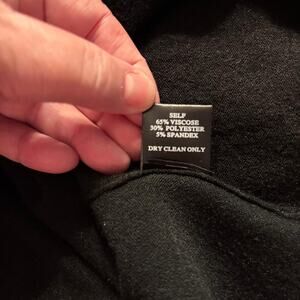 SELF
65% VISCOSE
30% POLYESTER
5% SPANDEX
DRY CLEAN ONLY